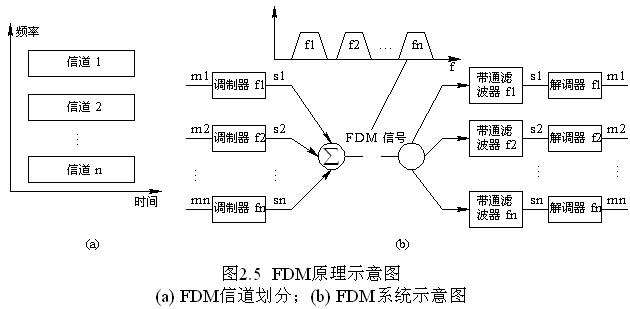 频率
信道 1
信道 2
⋮
信道 n
时间
(a)
f1 f2 … fn
f
m1 调制器 f1 s1
m2 调制器 f2 s2
⋮ ⋮
mn 调制器 fn sn
Σ
FDM 信号
带通滤
波器 f1
s1 解调器 f1 m1
带通滤
波器 f2
s2 解调器 f2 m2
⋮ ⋮
带通滤
波器 fn
sn 解调器 fn mn
(b)
图2.5 FDM原理示意图
(a) FDM信道划分；(b) FDM系统示意图